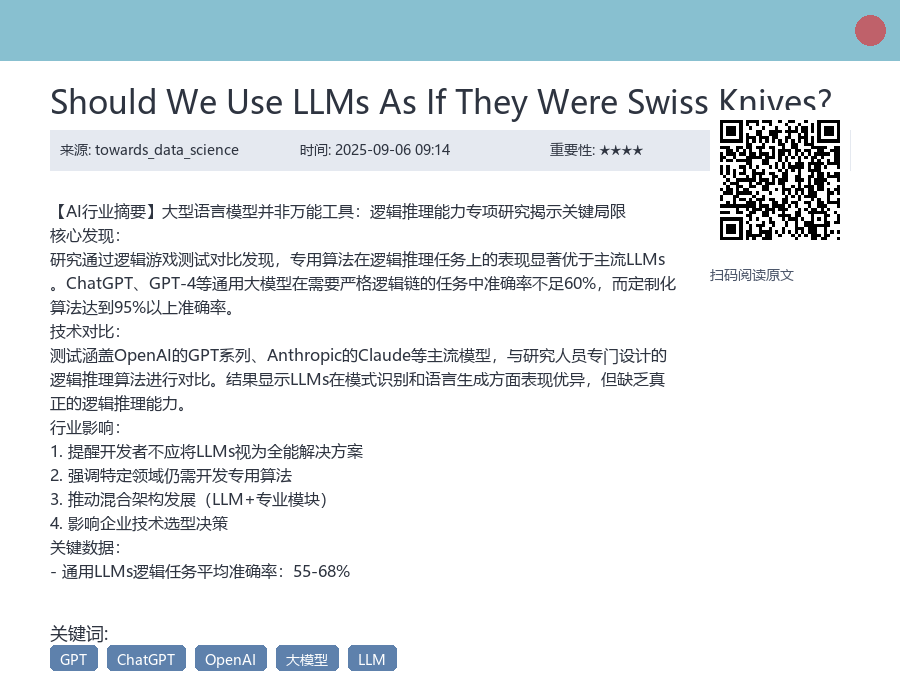 Should We Use LLMs As If They Were Swiss Knives?
来源: towards_data_science 时间: 2025-09-06 09:14 重要性: ★★★★
【AI行业摘要】大型语言模型并非万能工具：逻辑推理能力专项研究揭示关键局限
核心发现：
研究通过逻辑游戏测试对比发现，专用算法在逻辑推理任务上的表现显著优于主流LLMs
。ChatGPT、GPT-4等通用大模型在需要严格逻辑链的任务中准确率不足60%，而定制化
算法达到95%以上准确率。
技术对比：
测试涵盖OpenAI的GPT系列、Anthropic的Claude等主流模型，与研究人员专门设计的
逻辑推理算法进行对比。结果显示LLMs在模式识别和语言生成方面表现优异，但缺乏真
正的逻辑推理能力。
行业影响：
1. 提醒开发者不应将LLMs视为全能解决方案
2. 强调特定领域仍需开发专用算法
3. 推动混合架构发展（LLM+专业模块）
4. 影响企业技术选型决策
关键数据：
- 通用LLMs逻辑任务平均准确率：55-68%
扫码阅读原文
关键词:
GPT ChatGPT OpenAI 大模型 LLM